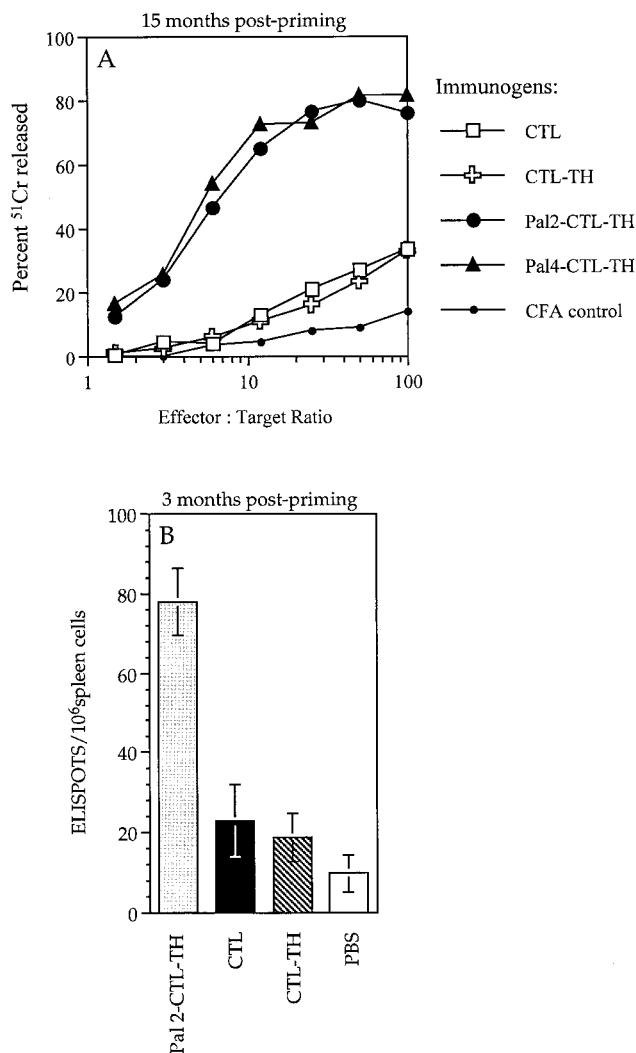 15 months post-priming
A
100
80
60
40
20
0
Percent ⁵¹Cr released
1
10
100
Effector : Target Ratio
Immunogens:
CTL
CTL-TH
Pal2-CTL-TH
Pal4-CTL-TH
CFA control
3 months post-priming
B
100
80
60
40
20
0
ELISPOTS/10⁶spleen cells
Pal 2-CTL-TH
CTL
CTL-TH
PBS